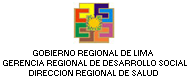 GOBIERNO REGIONAL DE LIMA
GERENCIA REGIONAL DE DESARROLLO SOCIAL
DIRECCION REGIONAL DE SALUD